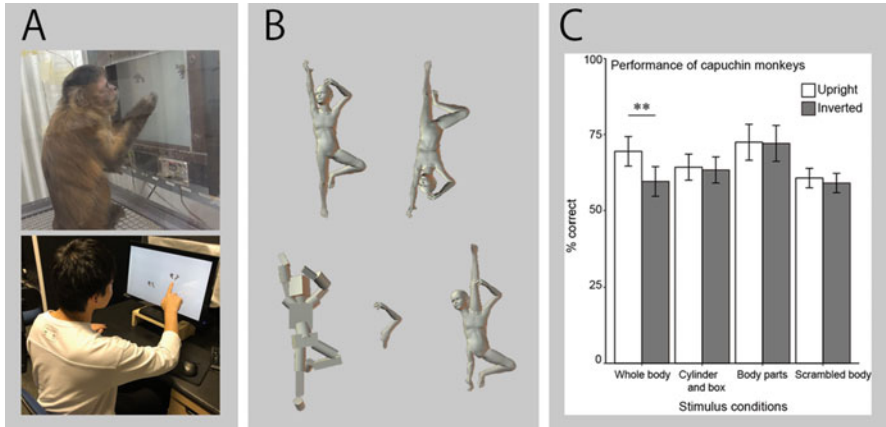 A
B
C
Performance of capuchin monkeys
Upright
Inverted
**
100
75
50
25
0
% correct
Whole body
Cylinder
and box
Body parts
Scrambled body
Stimulus conditions